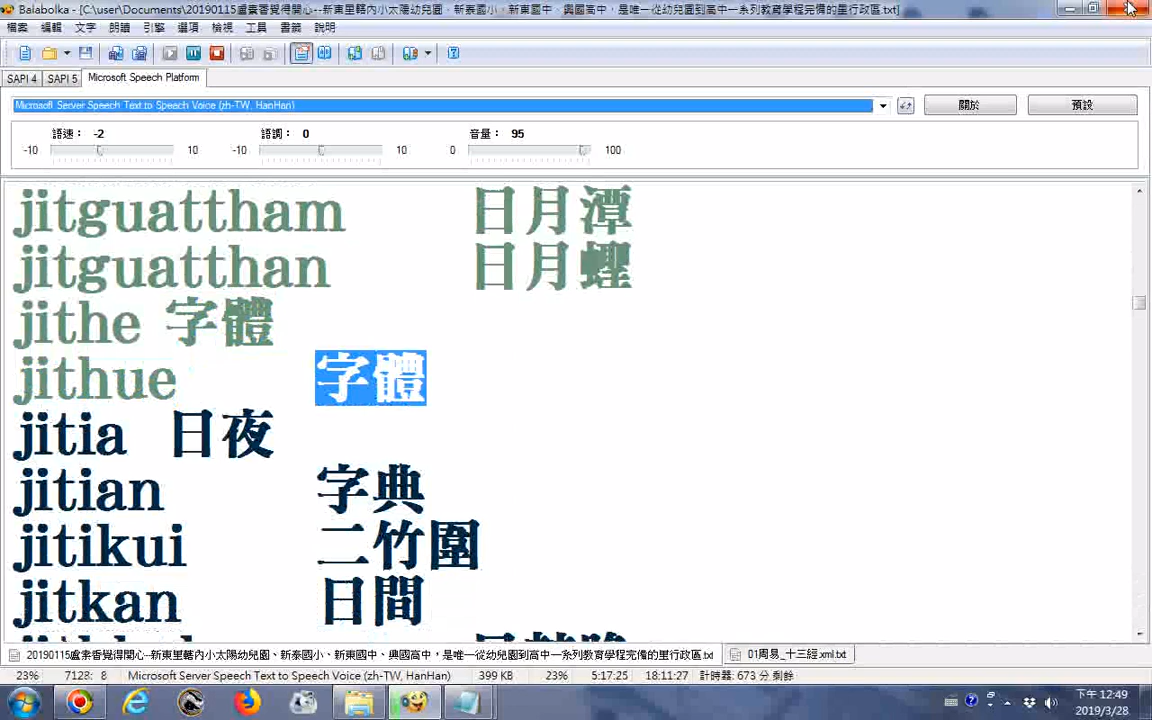 Balabolka - [C:\user\Documents\20190115盧素香覺得開心--新東里轄內小太陽幼兒園、新泰國小、新東國中、興國高中，是唯一從幼兒園到高中一系列教育學程完備的里行政區.txt]
檔案 編輯 文字 朗讀 引擎 選項 檢視 工具 書籤 說明
SAPI 4 SAPI 5 Microsoft Speech Platform
Microsoft Server Speech Text to Speech Voice (zh-TW, HanHan)
關於 預設
語速： -2 語調： 0 音量： 95
-10 10 -10 10 0 100
jitguattham 日月潭
jitguatthan 日月蟶
jithe 字體
jithue 字體
jitia 日夜
jitian 字典
jitikui 二竹圍
jitkan 日間
20190115盧素香覺得開心--新東里轄內小太陽幼兒園、新泰國小、新東國中、興國高中，是唯一從幼兒園到高中一系列教育學程完備的里行政區.txt 01周易_十三經.xml.txt
23% 7128: 8 Microsoft Server Speech Text to Speech Voice (zh-TW, HanHan) 399 KB 23% 5:17:25 18:11:27 計時器: 673 分 剩餘
下午 12:49
2019/3/28